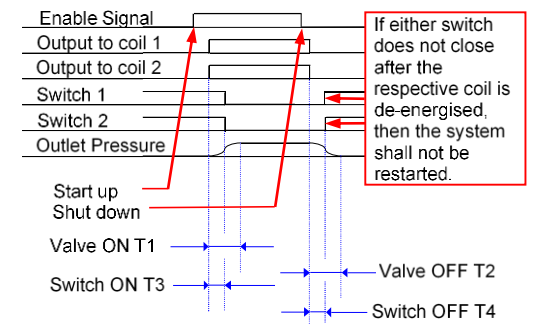 Enable Signal
Output to coil 1
Output to coil 2
Switch 1
Switch 2
Outlet Pressure
If either switch
does not close
after the
respective coil is
de-energised,
then the system
shall not be
restarted.
Start up
Shut down
Valve ON T1
Switch ON T3
Valve OFF T2
Switch OFF T4